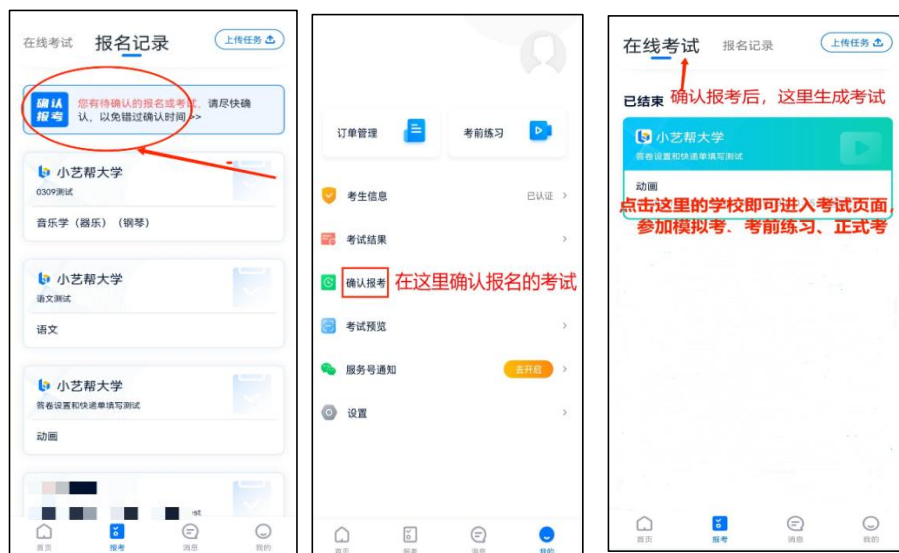 在线考试 报名记录 上传任务
确认
报考
您有待确认的报名或考试，请尽快确
认，以免错过确认时间 >>
小艺帮大学
0309测试
音乐学（器乐）（钢琴）
小艺帮大学
语文测试
语文
小艺帮大学
答卷设置和快递单填写测试
动画
首页 报考 消息 我的
订单管理 考前练习
考生信息 已认证
考试结果
确认报考 在这里确认报名的考试
考试预览
服务号通知 去开启
设置
首页 报考 消息 我的
在线考试 报名记录 上传任务
已结束 确认报考后，这里生成考试
小艺帮大学
答卷设置和快递单填写测试
动画
点击这里的学校即可进入考试页面，
参加模拟考、考前练习、正式考
首页 报考 消息 我的